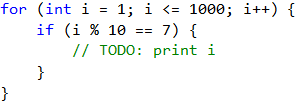 for (int i = 1; i <= 1000; i++) {
    if (i % 10 == 7) {
        // TODO: print i
    }
}